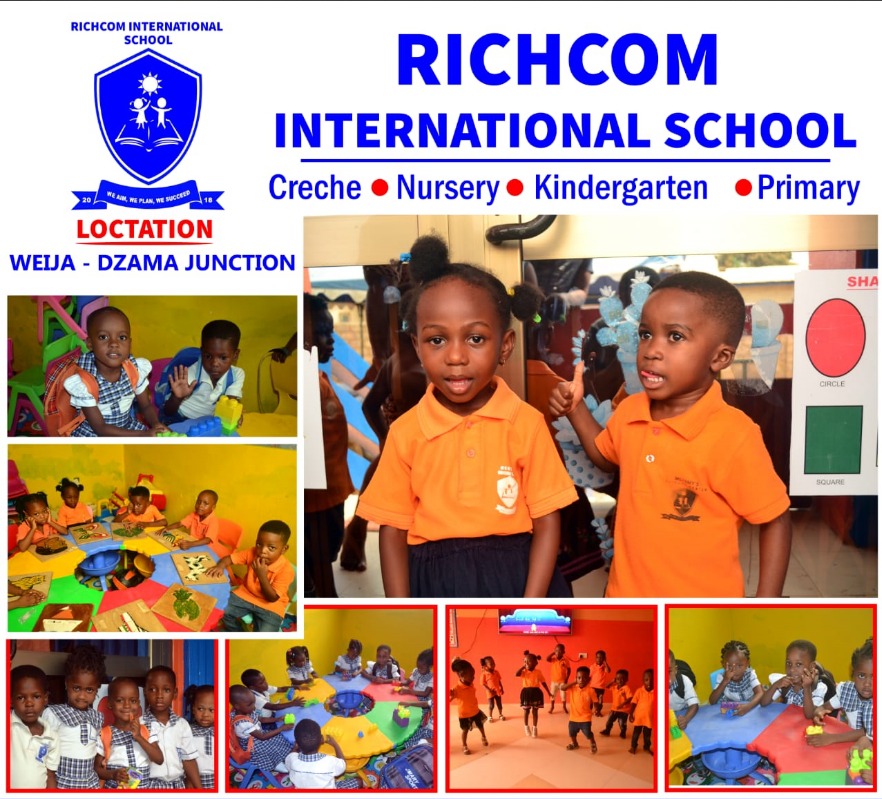 RICHCOM INTERNATIONAL
SCHOOL
20 WE AIM, WE PLAN, WE SUCCEED 18
LOCTATION
WEIJA - DZAMA JUNCTION
RICHCOM
INTERNATIONAL SCHOOL
Creche • Nursery • Kindergarten • Primary
SHA
CIRCLE
SQUARE